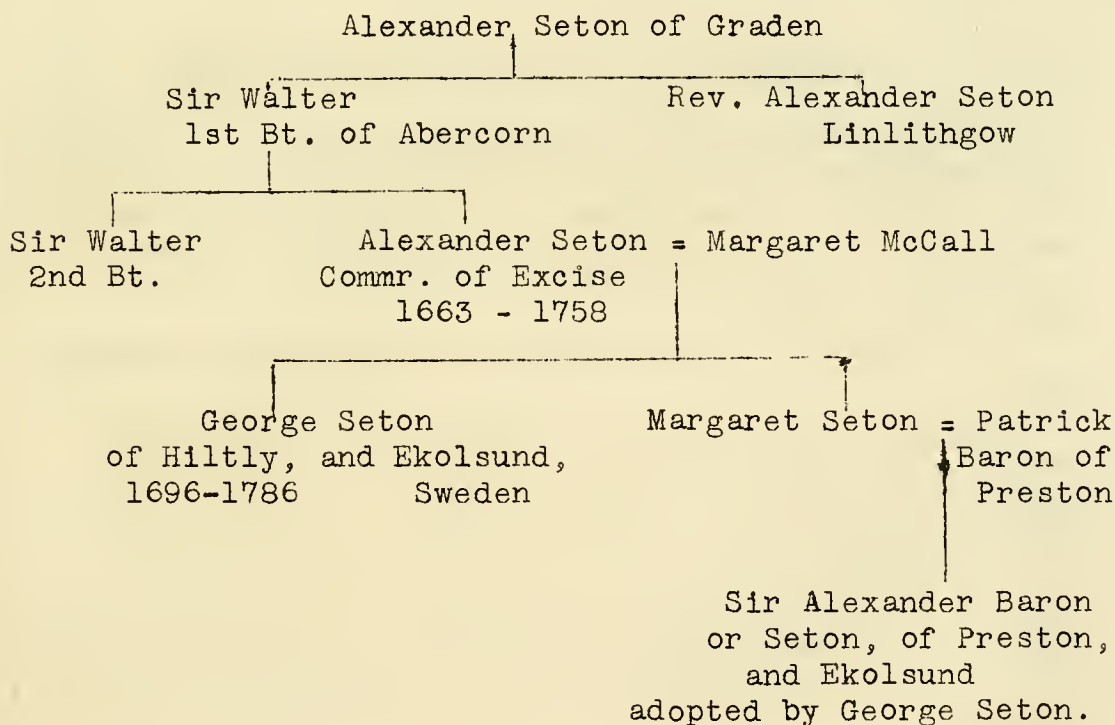 Alexander Seton of Graden
Sir Walter
1st Bt. of Abercorn
Rev. Alexander Seton
Linlithgow
Sir Walter
2nd Bt.
Alexander Seton = Margaret McCall
Commr. of Excise
1663 - 1758
George Seton
of Hiltly, and Ekolsund,
1696-1786 Sweden
Margaret Seton = Patrick
Baron of
Preston
Sir Alexander Baron
or Seton, of Preston,
and Ekolsund
adopted by George Seton.